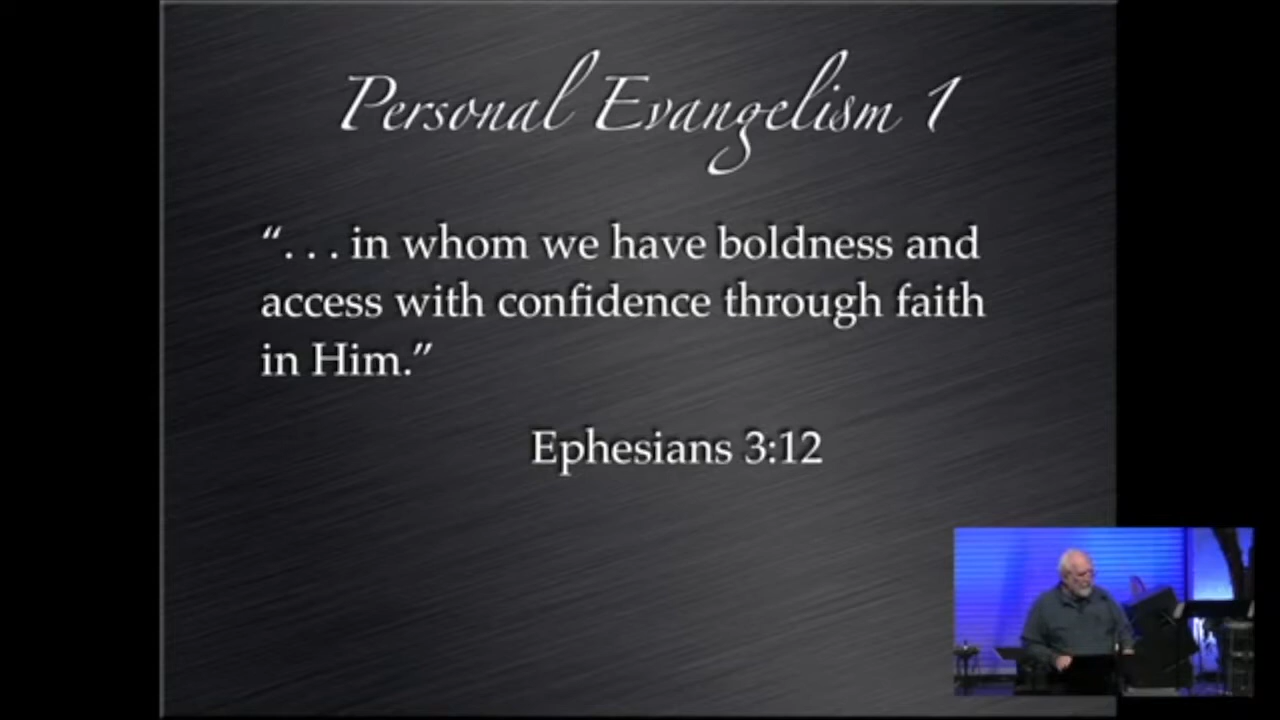 Personal Evangelism 1
“. . . in whom we have boldness and
access with confidence through faith
in Him.”
Ephesians 3:12